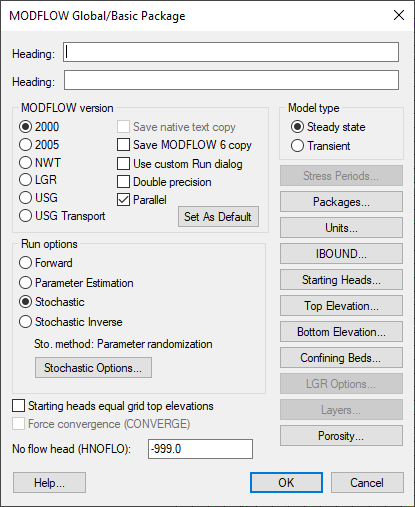 MODFLOW Global/Basic Package
Heading:
Heading:
MODFLOW version
2000
2005
NWT
LGR
USG
USG Transport
Save native text copy
Save MODFLOW 6 copy
Use custom Run dialog
Double precision
Parallel
Set As Default
Model type
Steady state
Transient
Stress Periods...
Packages...
Units...
IBOUND...
Starting Heads...
Top Elevation...
Bottom Elevation...
Confining Beds...
LGR Options...
Layers...
Porosity...
Run options
Forward
Parameter Estimation
Stochastic
Stochastic Inverse
Sto. method: Parameter randomization
Stochastic Options...
Starting heads equal grid top elevations
Force convergence (CONVERGE)
No flow head (HNOFLO):
-999.0
Help...
OK
Cancel